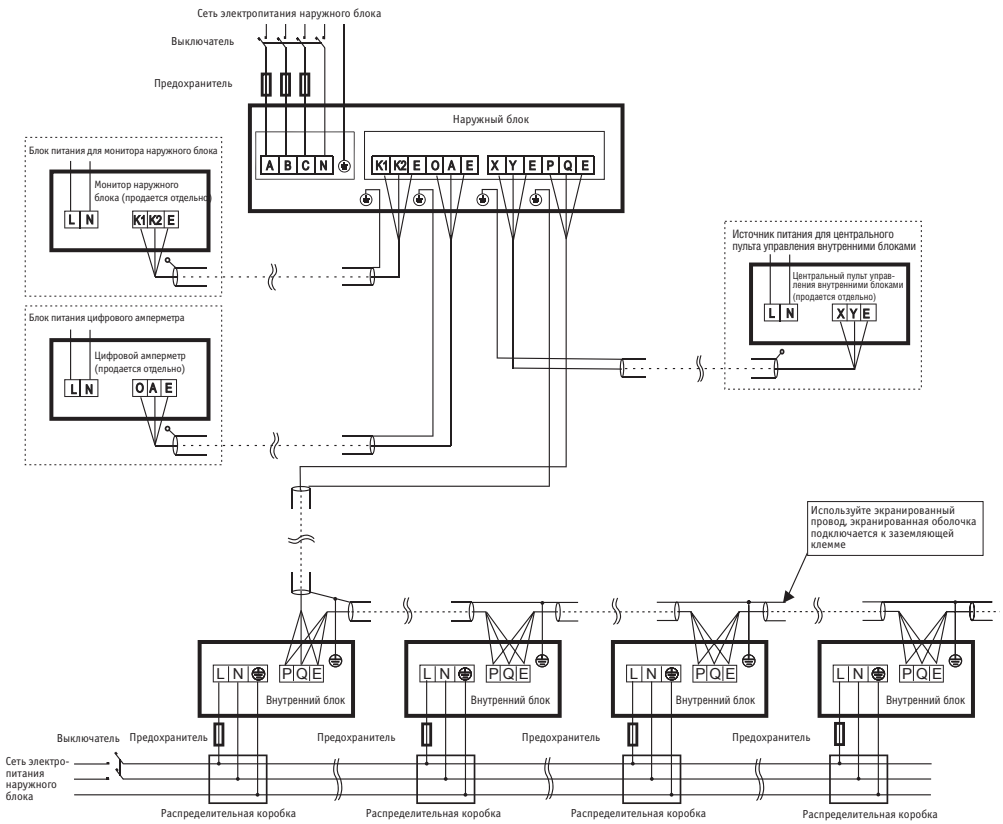 Сеть электропитания наружного блока
Выключатель
Предохранитель
Наружный блок
A B C N
K1 K2 E O A E
X Y E P Q E
Блок питания для монитора наружного блока
Монитор наружного
блока (продается отдельно)
L N
K1 K2 E
Источник питания для центрального
пульта управления внутренними блоками
Центральный пульт управ-
ления внутренними блоками
(продается отдельно)
L N
X Y E
Блок питания цифрового амперметра
Цифровой амперметр
(продается отдельно)
L N
O A E
Используйте экранированный
провод, экранированная оболочка
подключается к заземляющей
клемме
L N
P Q E
Внутренний блок
L N
P Q E
Внутренний блок
L N
P Q E
Внутренний блок
L N
P Q E
Внутренний блок
Выключатель
Предохранитель
Предохранитель
Предохранитель
Предохранитель
Сеть электро-
питания
наружного
блока
Распределительная коробка
Распределительная коробка
Распределительная коробка
Распределительная коробка